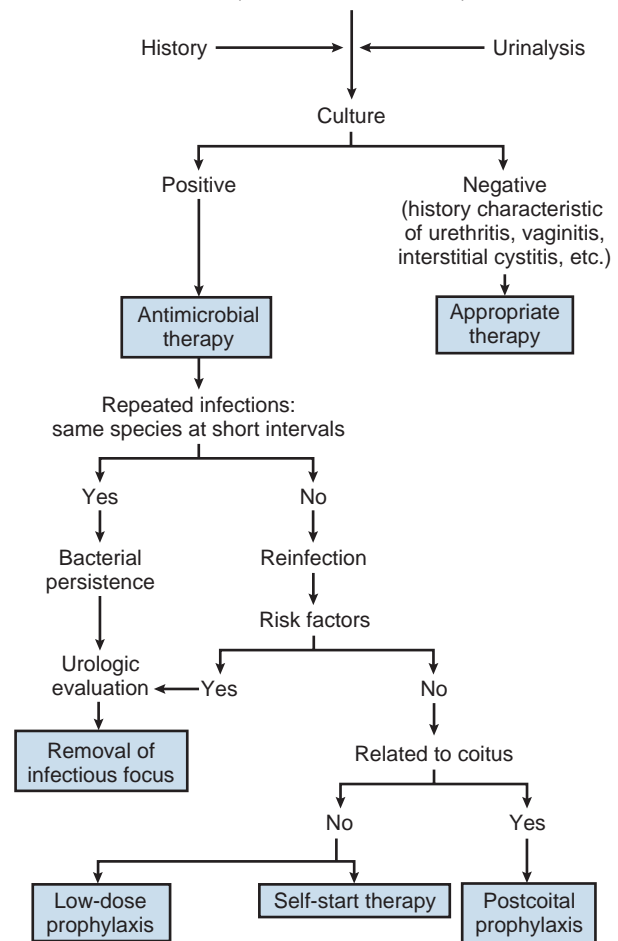 History
Urinalysis
Culture
Positive
Negative
(history characteristic
of urethritis, vaginitis,
interstitial cystitis, etc.)
Antimicrobial
therapy
Appropriate
therapy
Repeated infections:
same species at short intervals
Yes
No
Bacterial
persistence
Reinfection
Risk factors
Urologic
evaluation
Yes
No
Removal of
infectious focus
Related to coitus
No
Yes
Low-dose
prophylaxis
Self-start therapy
Postcoital
prophylaxis